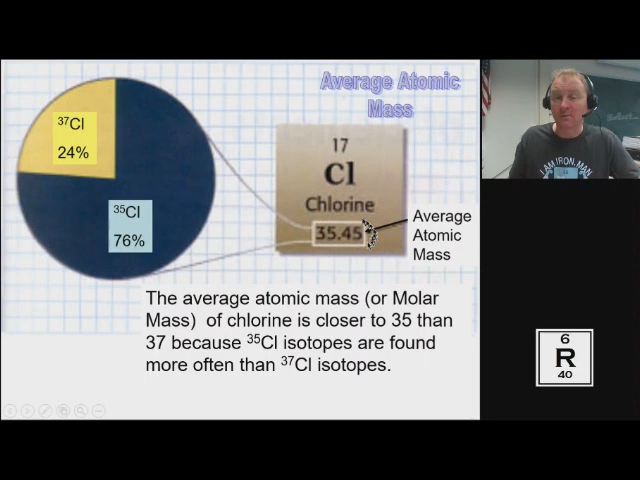 Average Atomic
Mass
³⁷Cl
24%
³⁵Cl
76%
17
Cl
Chlorine
35.45
Average
Atomic
Mass
The average atomic mass (or Molar
Mass) of chlorine is closer to 35 than
37 because ³⁵Cl isotopes are found
more often than ³⁷Cl isotopes.
I AM IRON MAN
6
R
40